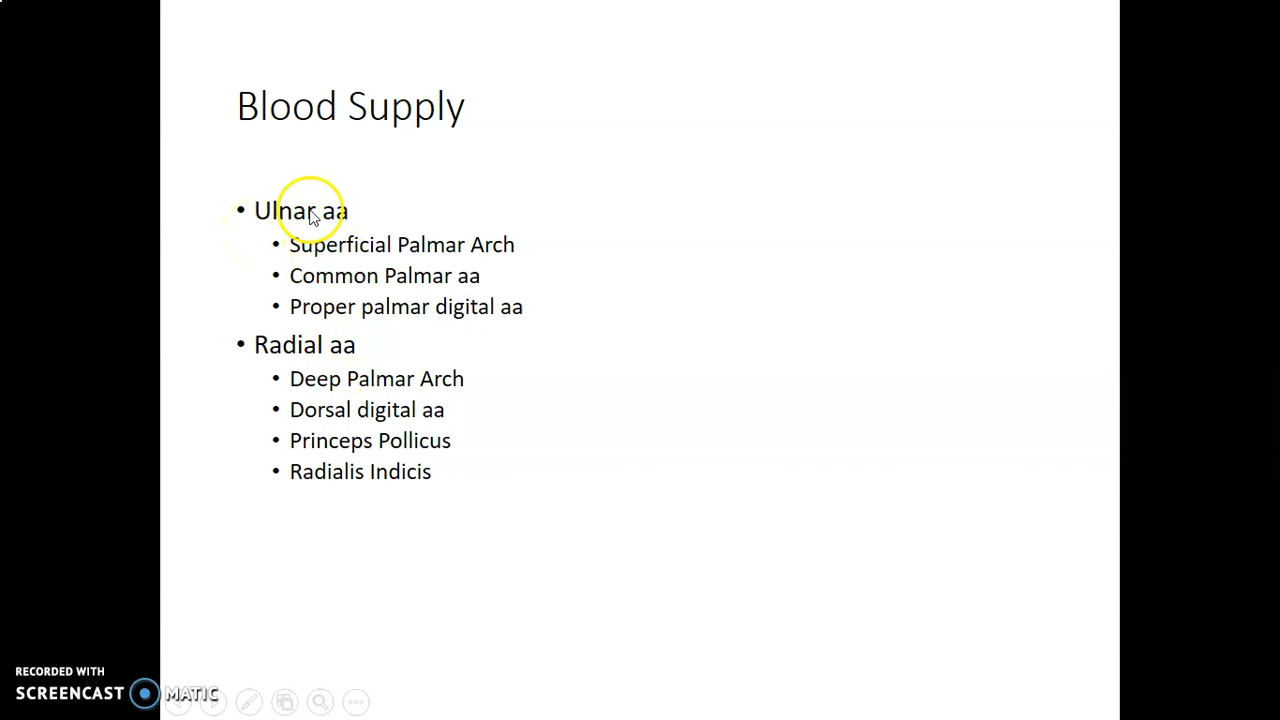 Blood Supply
• Ulnar aa
• Superficial Palmar Arch
• Common Palmar aa
• Proper palmar digital aa
• Radial aa
• Deep Palmar Arch
• Dorsal digital aa
• Princeps Pollicus
• Radialis Indicis
RECORDED WITH
SCREENCAST MATIC